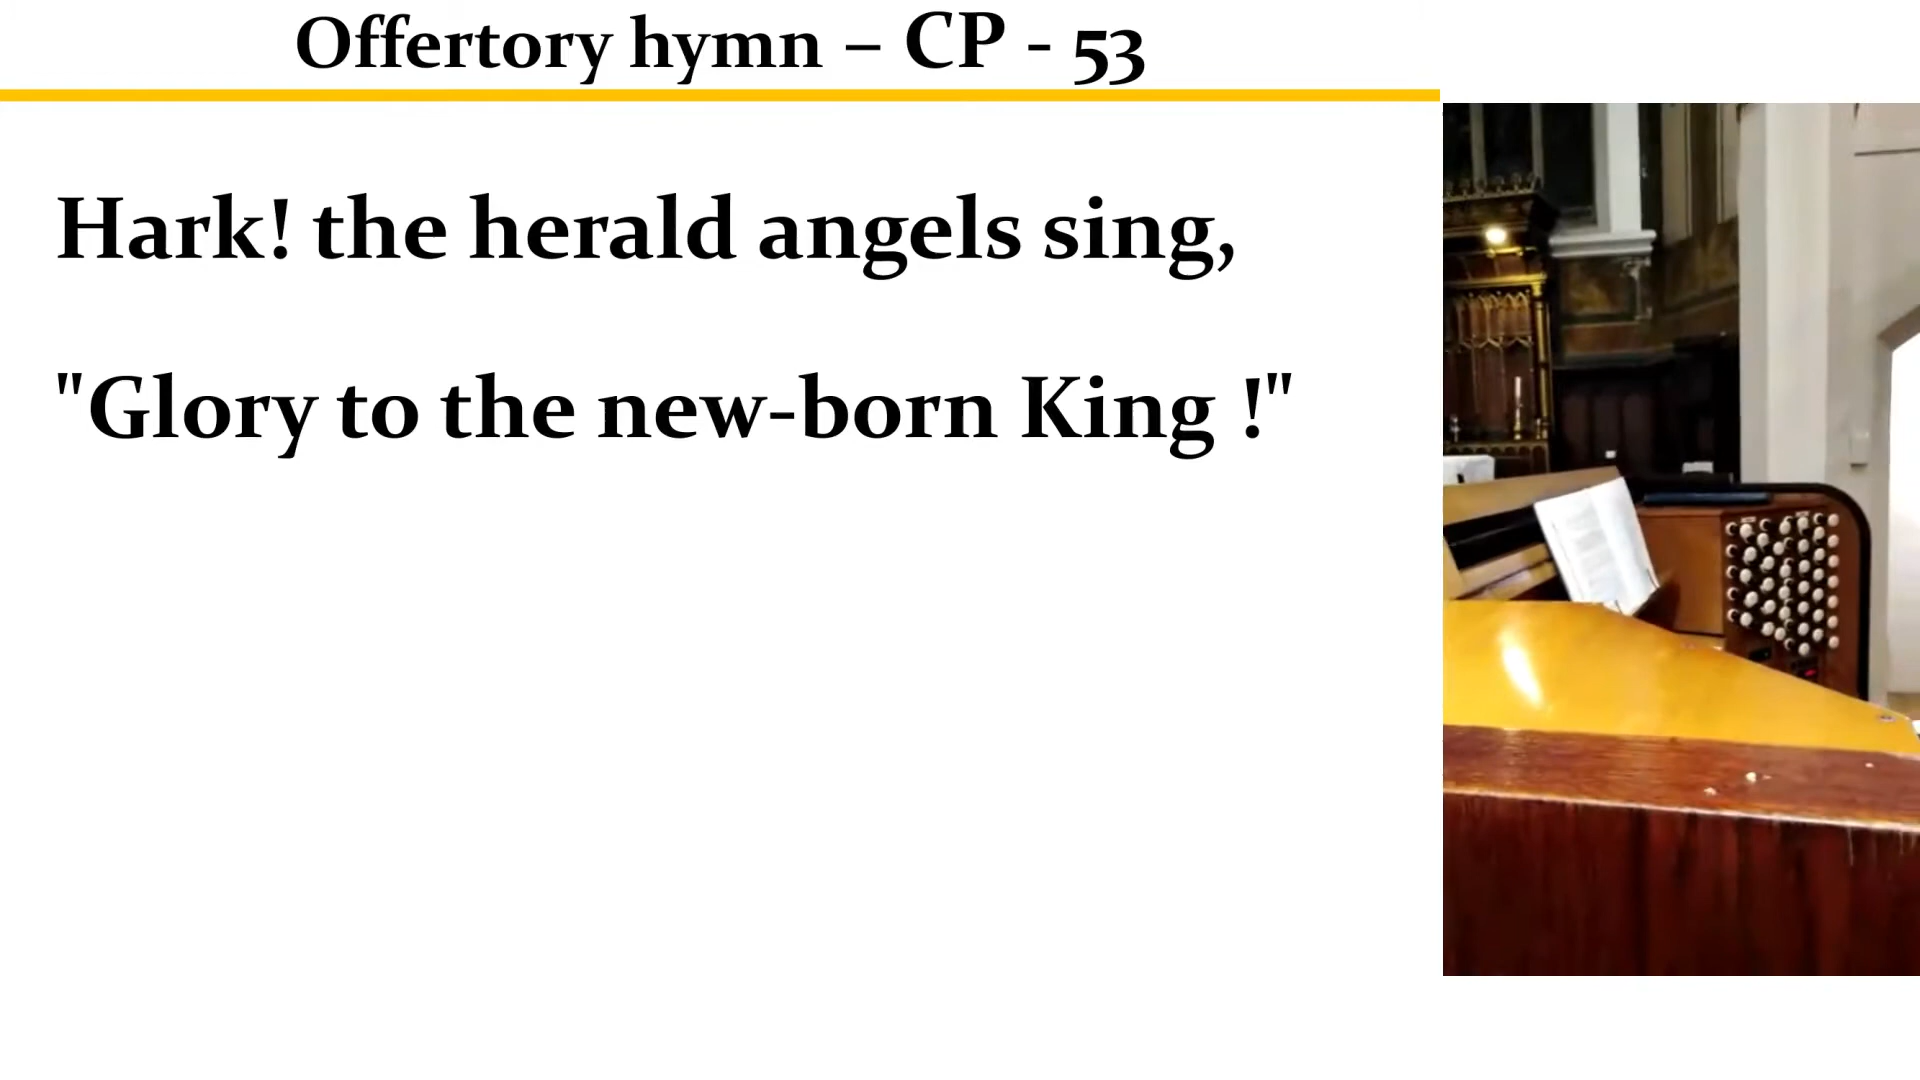 Offertory hymn – CP - 53
Hark! the herald angels sing,
"Glory to the new-born King !"